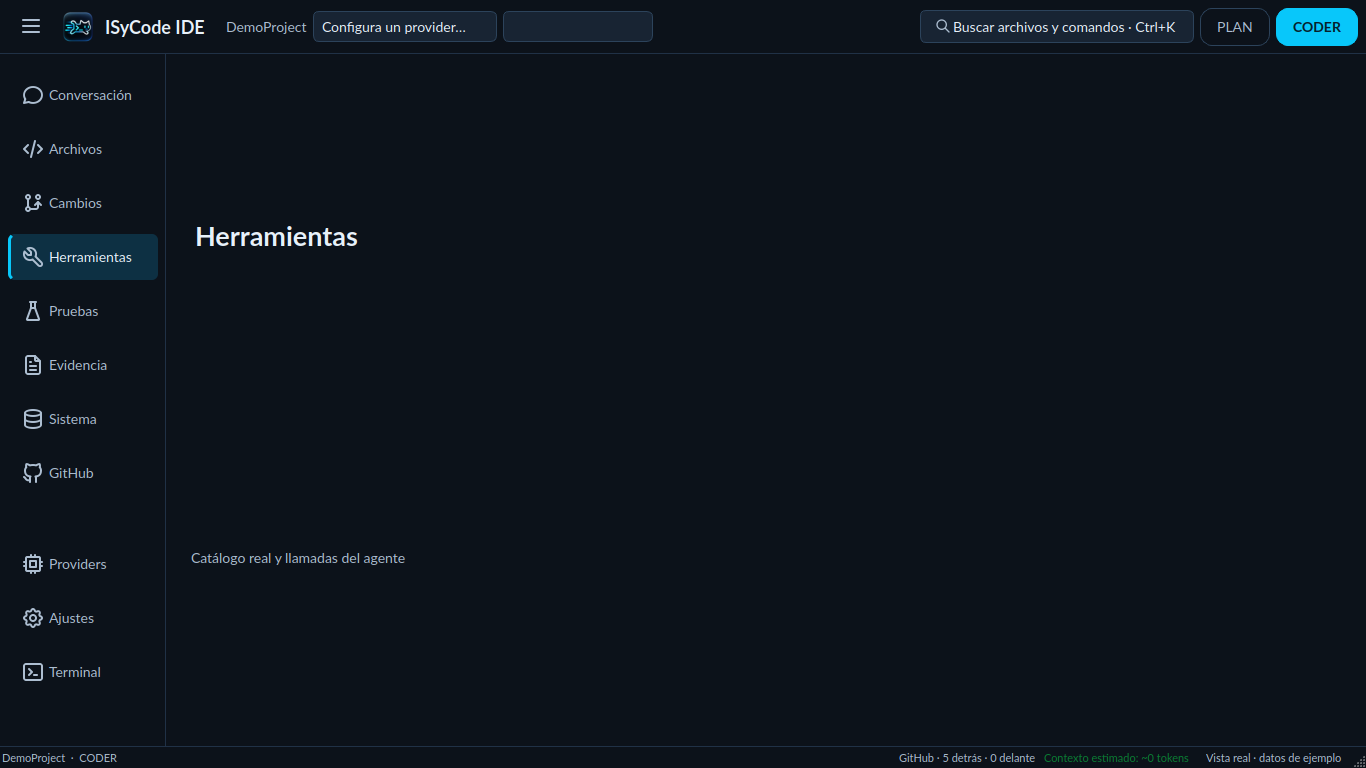 ISyCode IDE
DemoProject
Configura un provider...
Buscar archivos y comandos · Ctrl+K
PLAN
CODER
Conversación
Archivos
Cambios
Herramientas
Pruebas
Evidencia
Sistema
GitHub
Providers
Ajustes
Terminal
Herramientas
Catálogo real y llamadas del agente
DemoProject · CODER
GitHub · 5 detrás · 0 delante
Contexto estimado: ~0 tokens
Vista real · datos de ejemplo